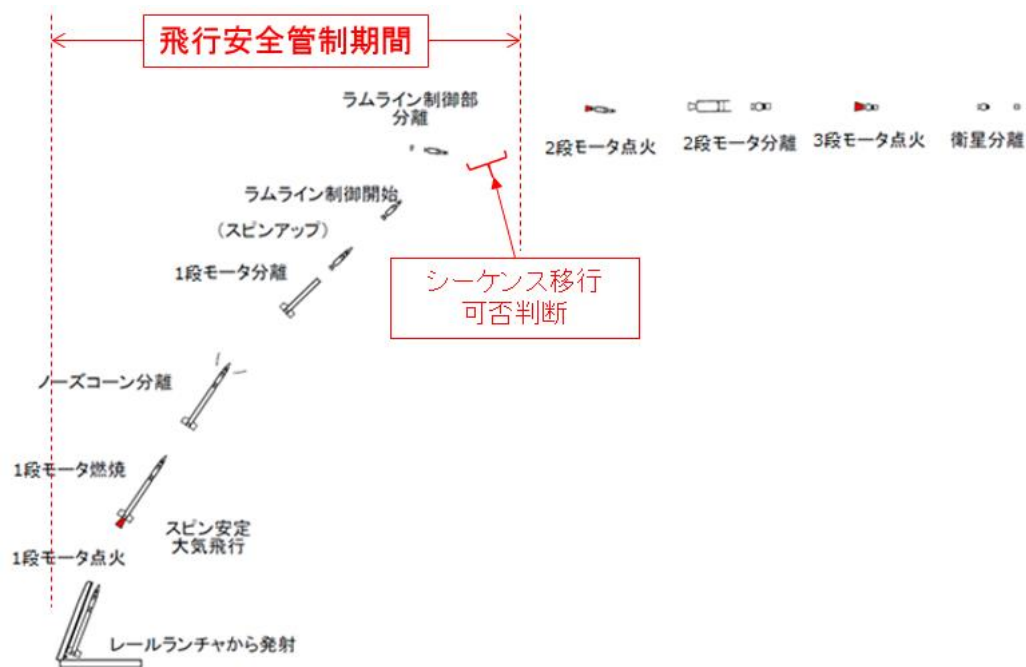 飛行安全管制期間
ラムライン制御部
分離
2段モータ点火
2段モータ分離
3段モータ点火
衛星分離
ラムライン制御開始
(スピンアップ)
1段モータ分離
シーケンス移行
可否判断
ノーズコーン分離
1段モータ燃焼
スピン安定
大気飛行
1段モータ点火
レールランチャから発射